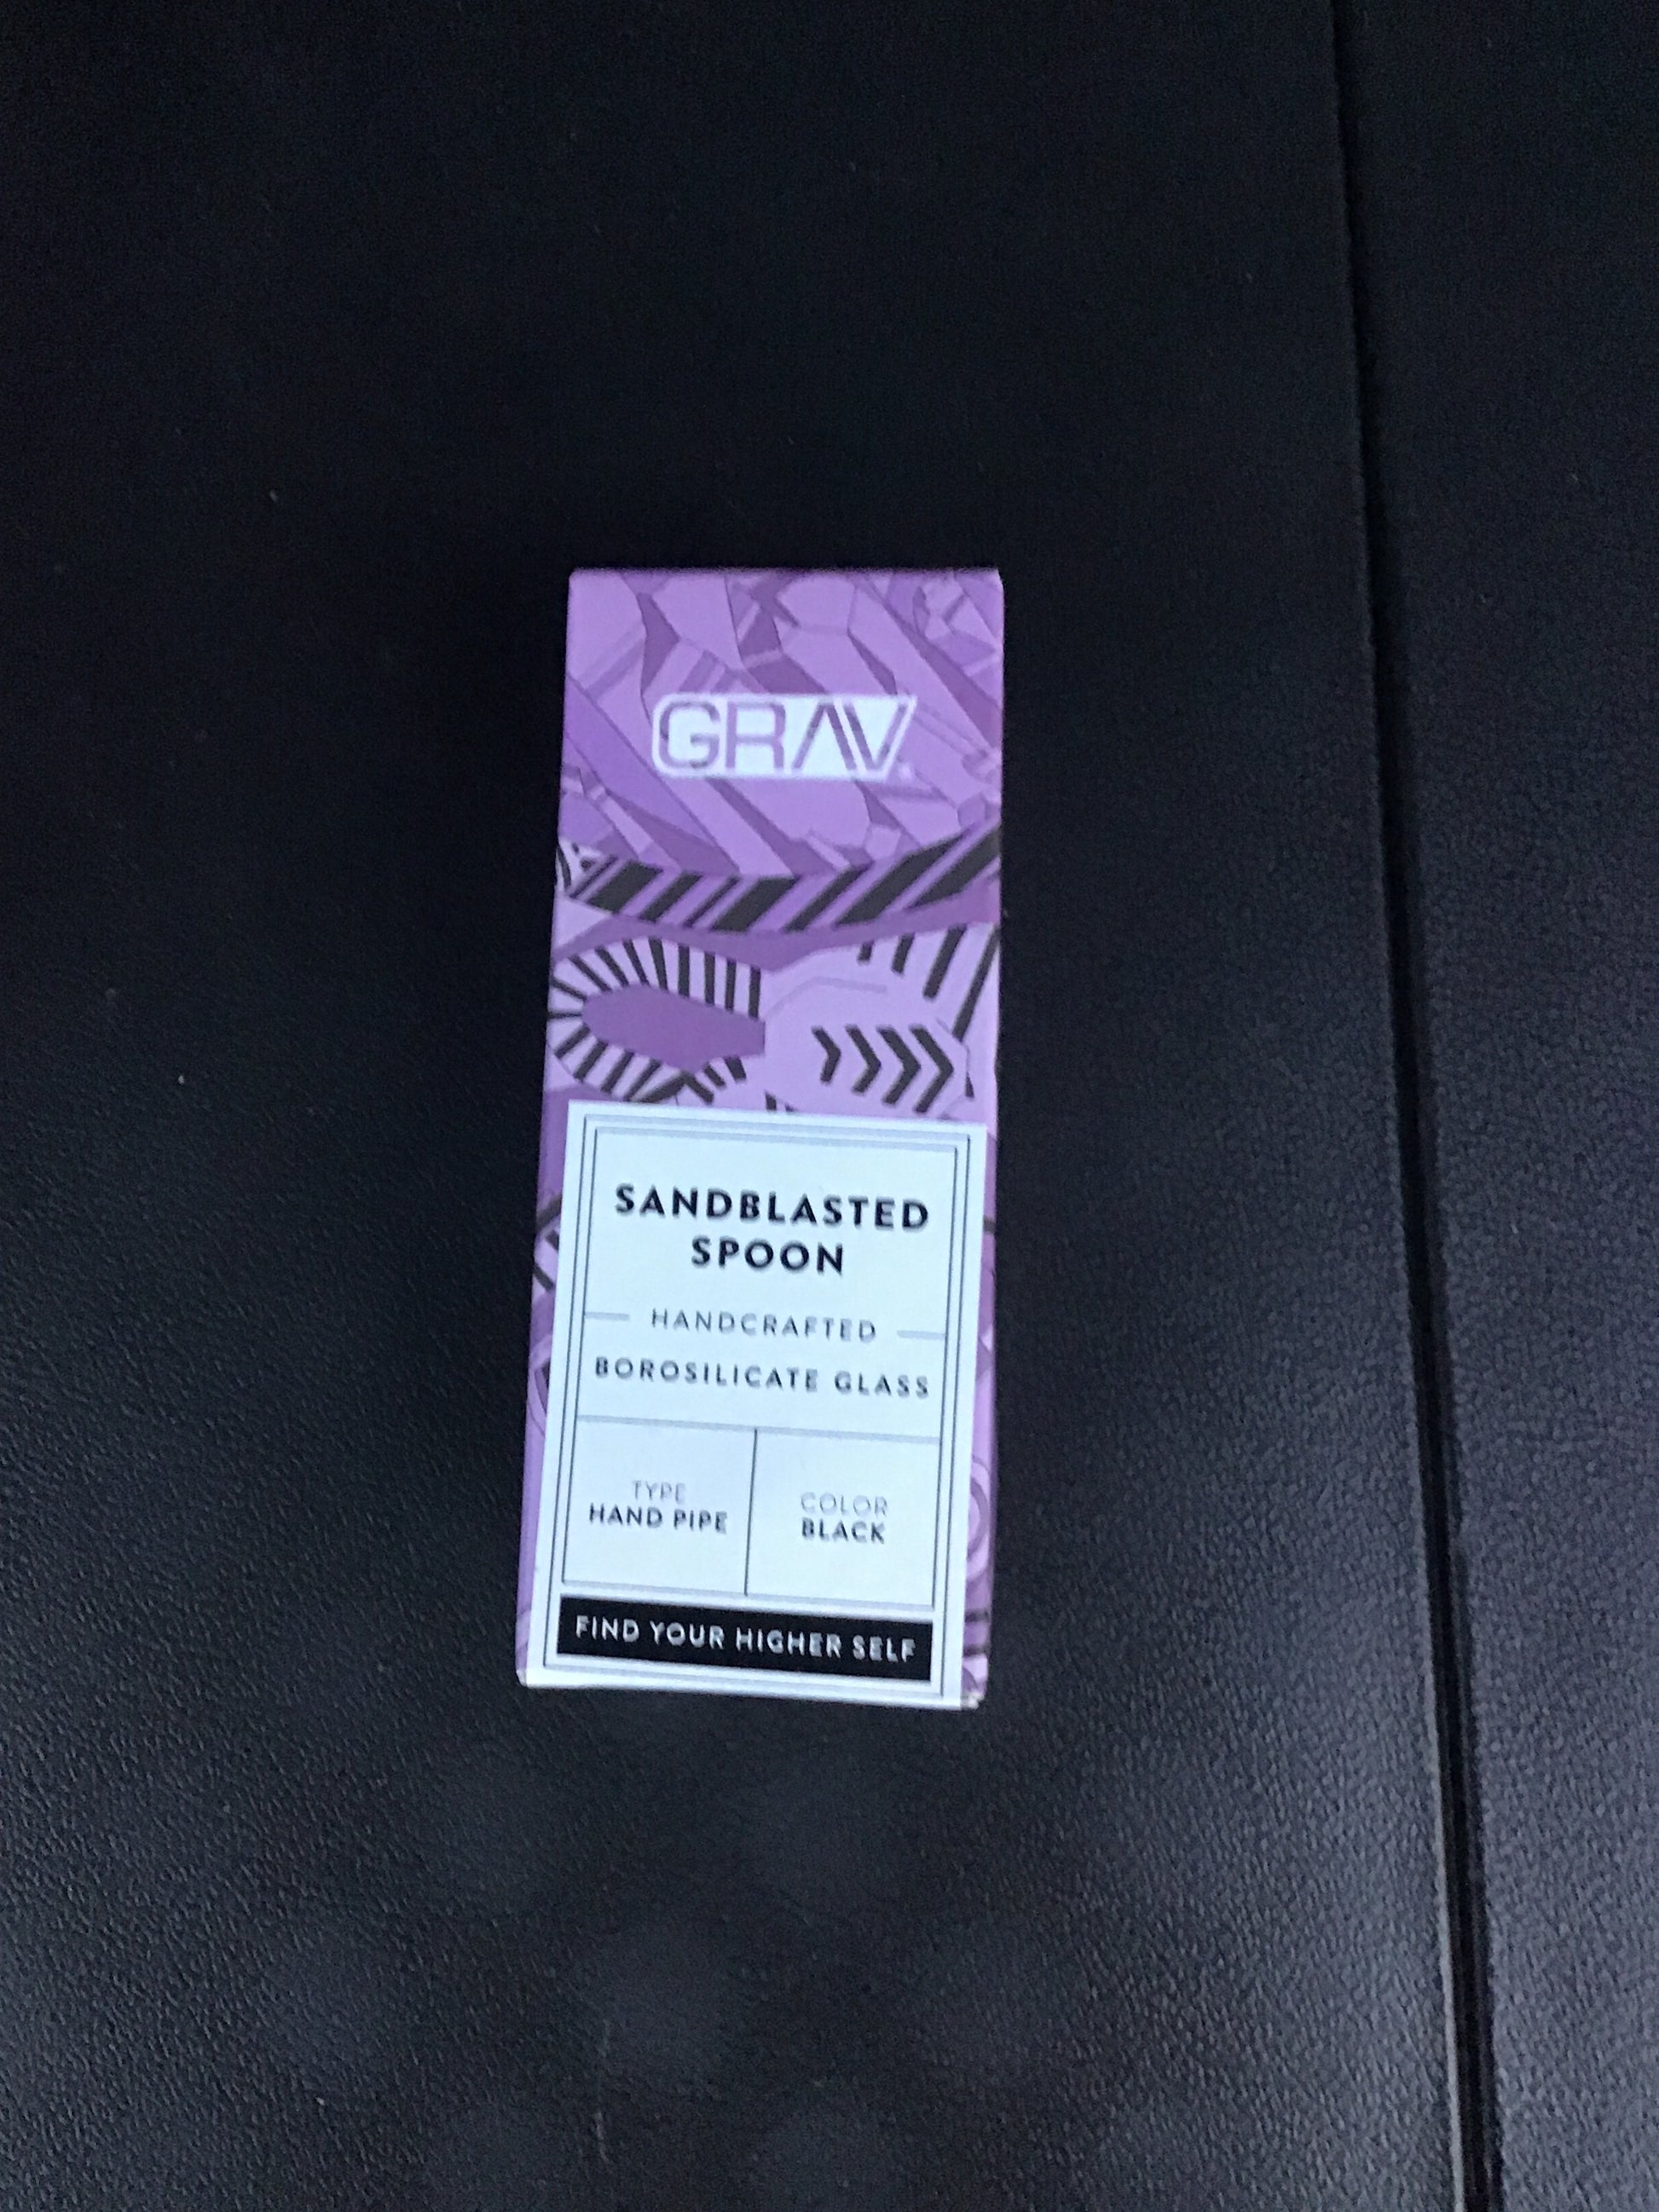 GRAV
SANDBLASTED
SPOON
HANDCRAFTED
BOROSILICATE GLASS
TYPE
HAND PIPE
COLOR
BLACK
FIND YOUR HIGHER SELF